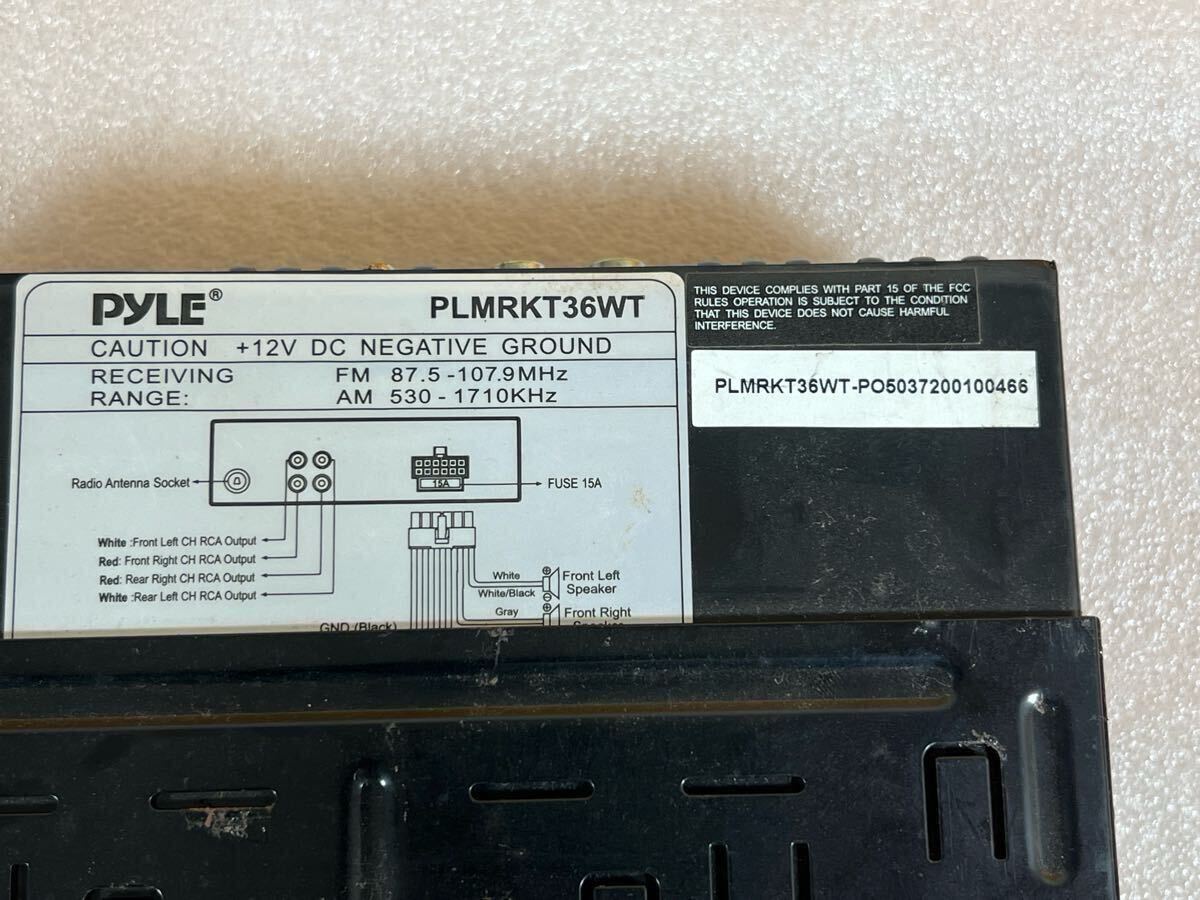 PYLE®
PLMRKT36WT
CAUTION +12V DC NEGATIVE GROUND
RECEIVING FM 87.5-107.9MHz
RANGE: AM 530-1710KHz
Radio Antenna Socket
15A
FUSE 15A
White :Front Left CH RCA Output
Red: Front Right CH RCA Output
Red: Rear Right CH RCA Output
White :Rear Left CH RCA Output
White
White/Black
Front Left
Speaker
Gray
Front Right
Speaker
GND (Black)
THIS DEVICE COMPLIES WITH PART 15 OF THE FCC
RULES OPERATION IS SUBJECT TO THE CONDITION
THAT THIS DEVICE DOES NOT CAUSE HARMFUL
INTERFERENCE.
PLMRKT36WT-PO5037200100466